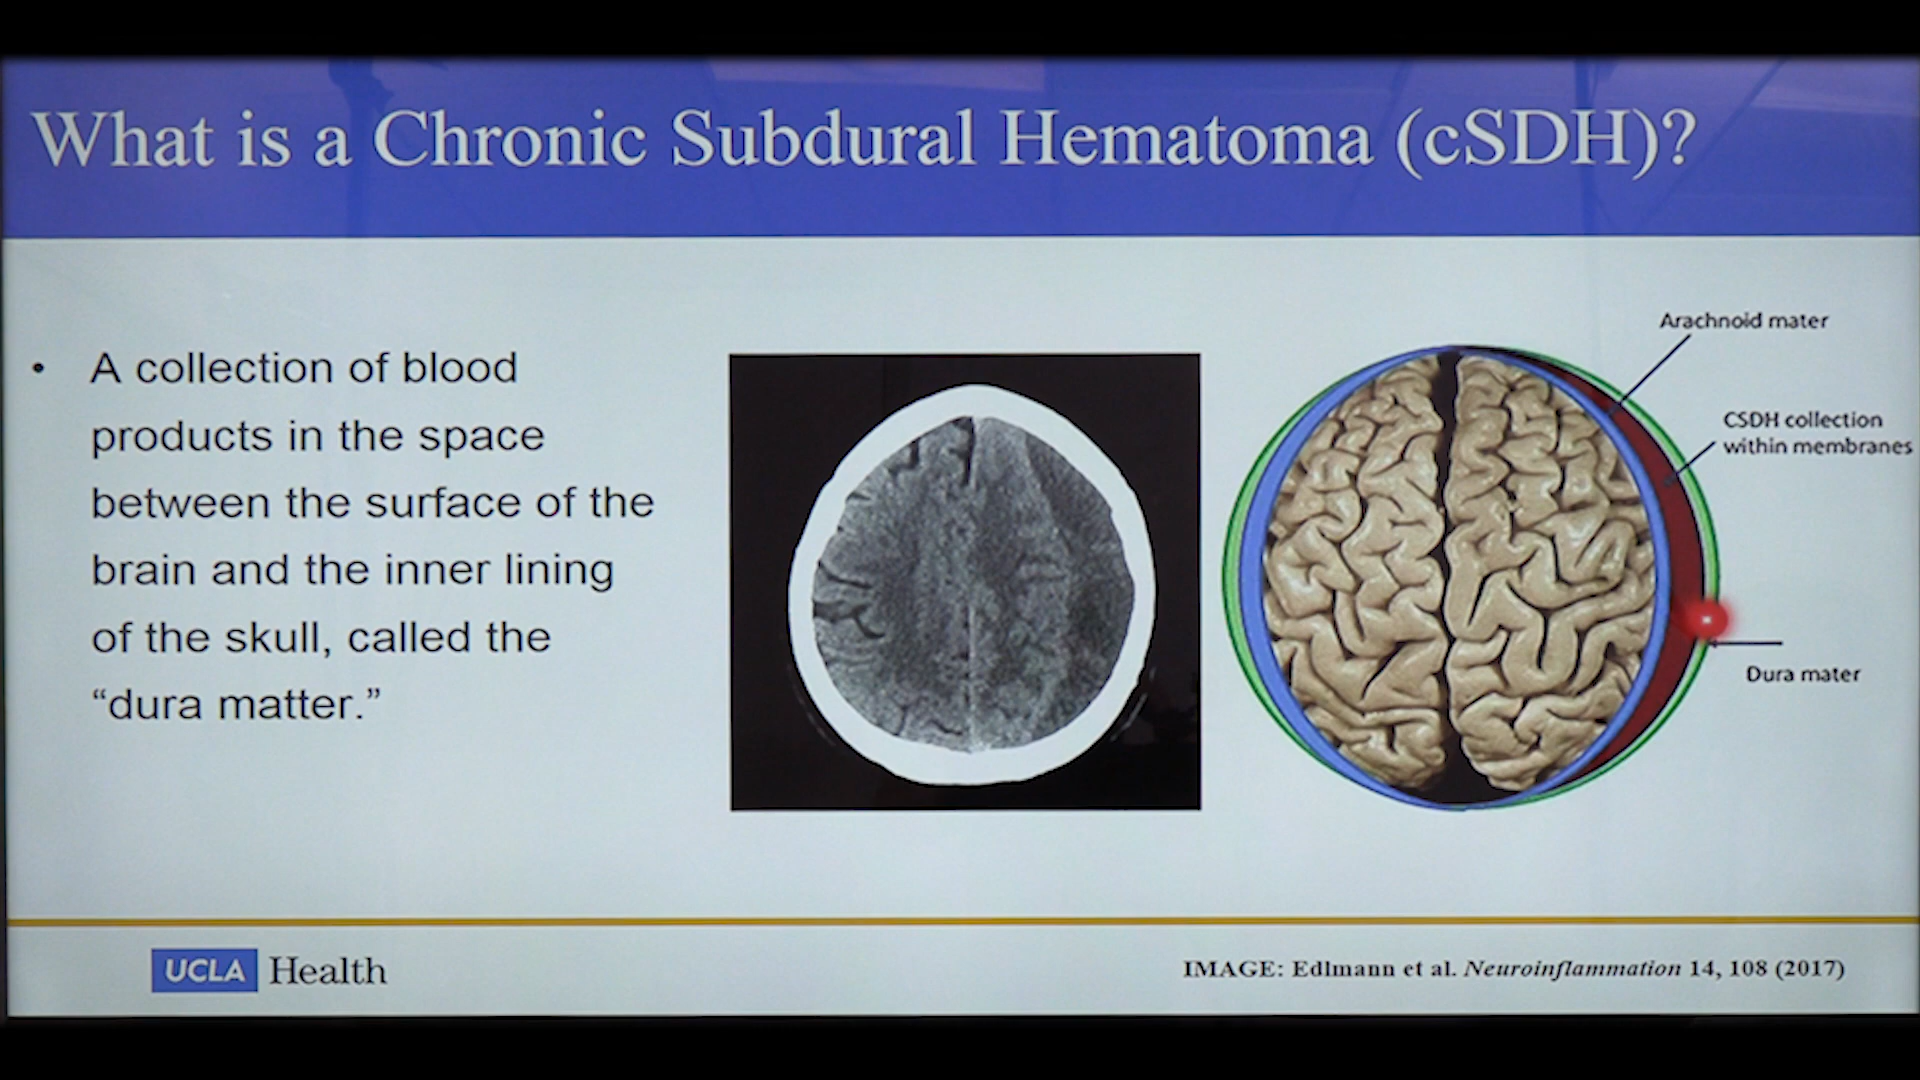 What is a Chronic Subdural Hematoma (cSDH)?
• A collection of blood
products in the space
between the surface of the
brain and the inner lining
of the skull, called the
“dura matter.”
Arachnoid mater
CSDH collection
within membranes
Dura mater
UCLA Health
IMAGE: Edlmann et al. Neuroinflammation 14, 108 (2017)